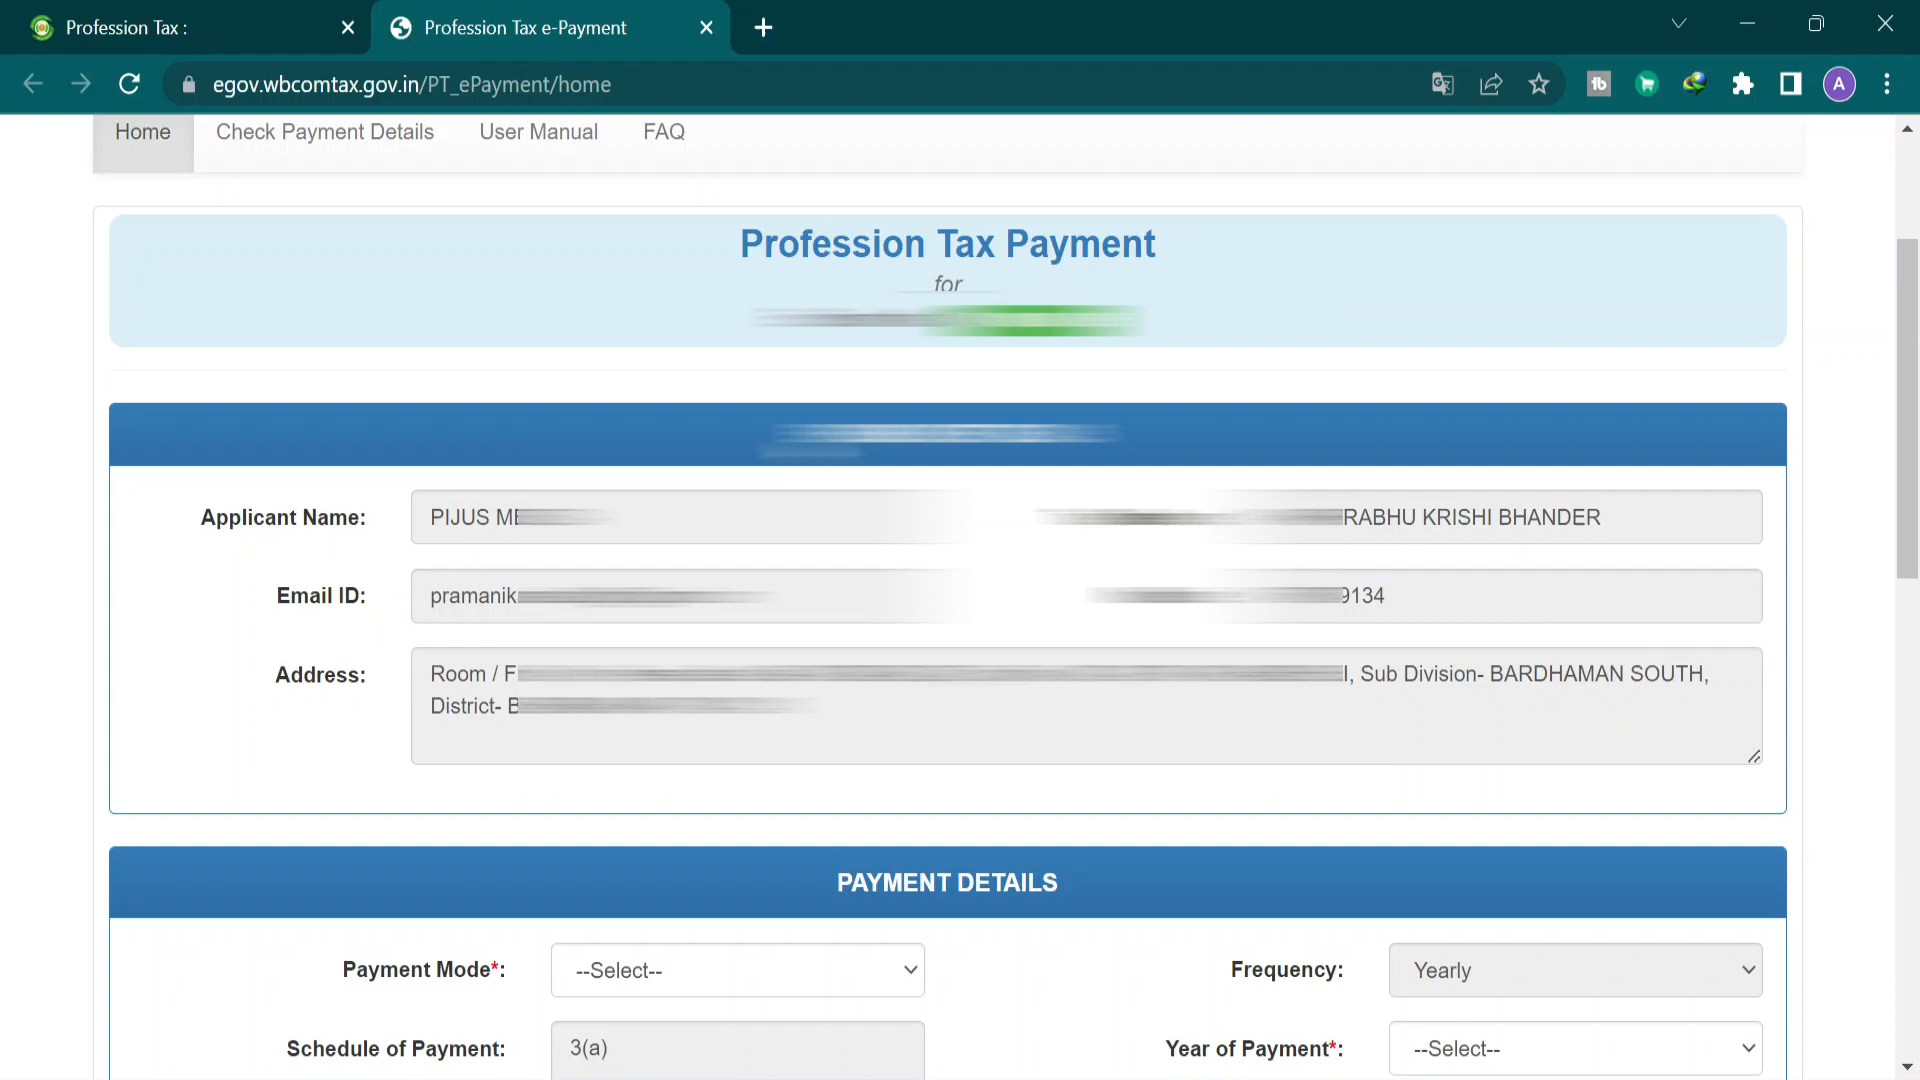 Profession Tax :
Profession Tax e-Payment
egov.wbcomtax.gov.in/PT_ePayment/home
A
Home Check Payment Details User Manual FAQ
Profession Tax Payment
for
Applicant Name: PIJUS RABHU KRISHI BHANDER
Email ID: pramanik 9134
Address: Room / I, Sub Division- BARDHAMAN SOUTH,
District-
PAYMENT DETAILS
Payment Mode*: --Select-- Frequency: Yearly
Schedule of Payment: 3(a) Year of Payment*: --Select--